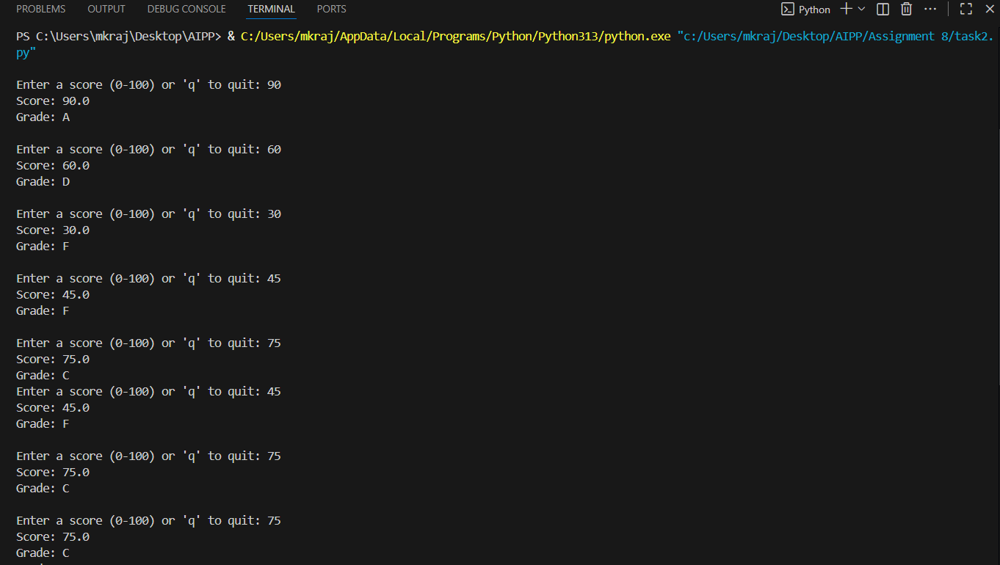 PROBLEMS OUTPUT DEBUG CONSOLE TERMINAL PORTS Python
PS C:\Users\mkraj\Desktop\AIPP> & C:/Users/mkraj/AppData/Local/Programs/Python/Python313/python.exe "c:/Users/mkraj/Desktop/AIPP/Assignment 8/task2.
py"
Enter a score (0-100) or 'q' to quit: 90
Score: 90.0
Grade: A
Enter a score (0-100) or 'q' to quit: 60
Score: 60.0
Grade: D
Enter a score (0-100) or 'q' to quit: 30
Score: 30.0
Grade: F
Enter a score (0-100) or 'q' to quit: 45
Score: 45.0
Grade: F
Enter a score (0-100) or 'q' to quit: 75
Score: 75.0
Grade: C
Enter a score (0-100) or 'q' to quit: 45
Score: 45.0
Grade: F
Enter a score (0-100) or 'q' to quit: 75
Score: 75.0
Grade: C
Enter a score (0-100) or 'q' to quit: 75
Score: 75.0
Grade: C